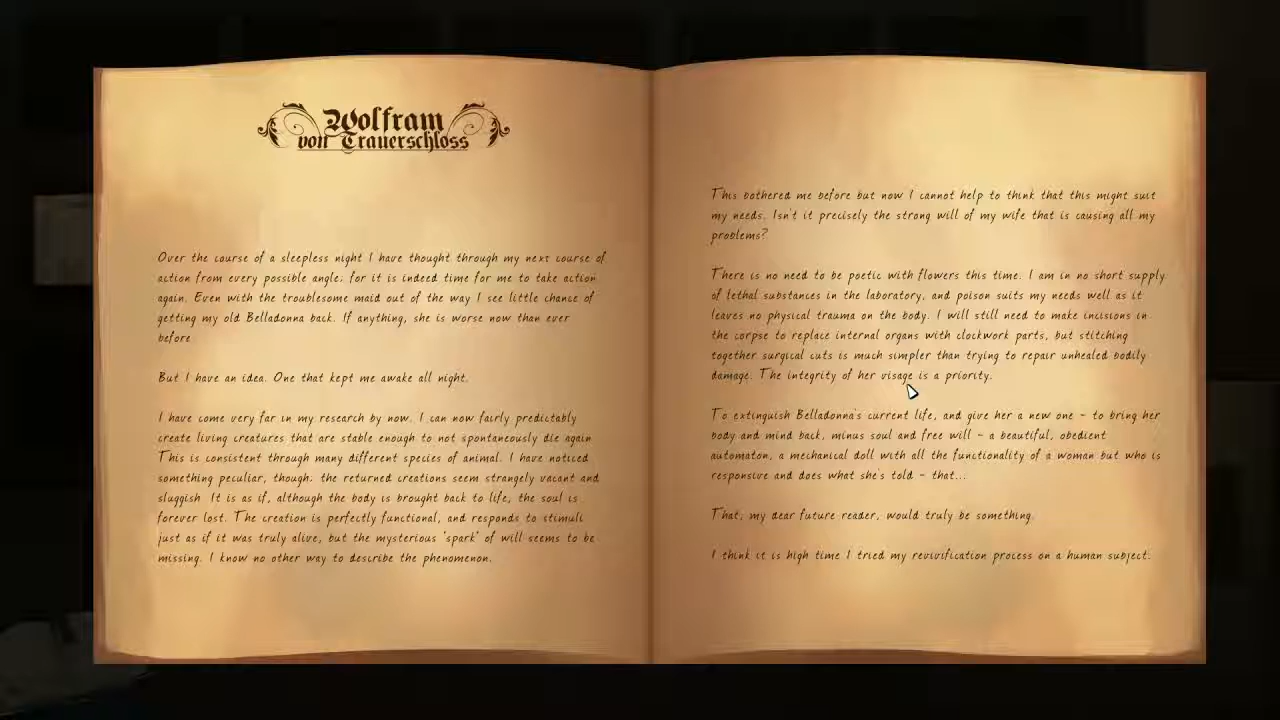 Wolfram
von Trauerschloss
Over the course of a sleepless night I have thought through my next course of
action from every possible angle; for it is indeed time for me to take action
again. Even with the troublesome maid out of the way I see little chance of
getting my old Belladonna back. If anything, she is worse now than ever
before
But I have an idea. One that kept me awake all night.
I have come very far in my research by now. I can now fairly predictably
create living creatures that are stable enough to not spontaneously die again
This is consistent through many different species of animal. I have noticed
something peculiar, though: the returned creations seem strangely vacant and
sluggish. It is as if, although the body is brought back to life, the soul is
forever lost. The creation is perfectly functional, and responds to stimuli
just as if it was truly alive, but the mysterious 'spark' of will seems to be
missing. I know no other way to describe the phenomenon.
This bothered me before but now I cannot help to think that this might suit
my needs. Isn't it precisely the strong will of my wife that is causing all my
problems?
There is no need to be poetic with flowers this time. I am in no short supply
of lethal substances in the laboratory, and poison suits my needs well as it
leaves no physical trauma on the body. I will still need to make incisions in
the corpse to replace internal organs with clockwork parts, but stitching
together surgical cuts is much simpler than trying to repair unhealed bodily
damage. The integrity of her visage is a priority.
To extinguish Belladonna's current life, and give her a new one - to bring her
body and mind back, minus soul and free will - a beautiful, obedient
automaton, a mechanical doll with all the functionality of a woman but who is
responsive and does what she's told - that...
That, my dear future reader, would truly be something.
I think it is high time I tried my revivification process on a human subject.